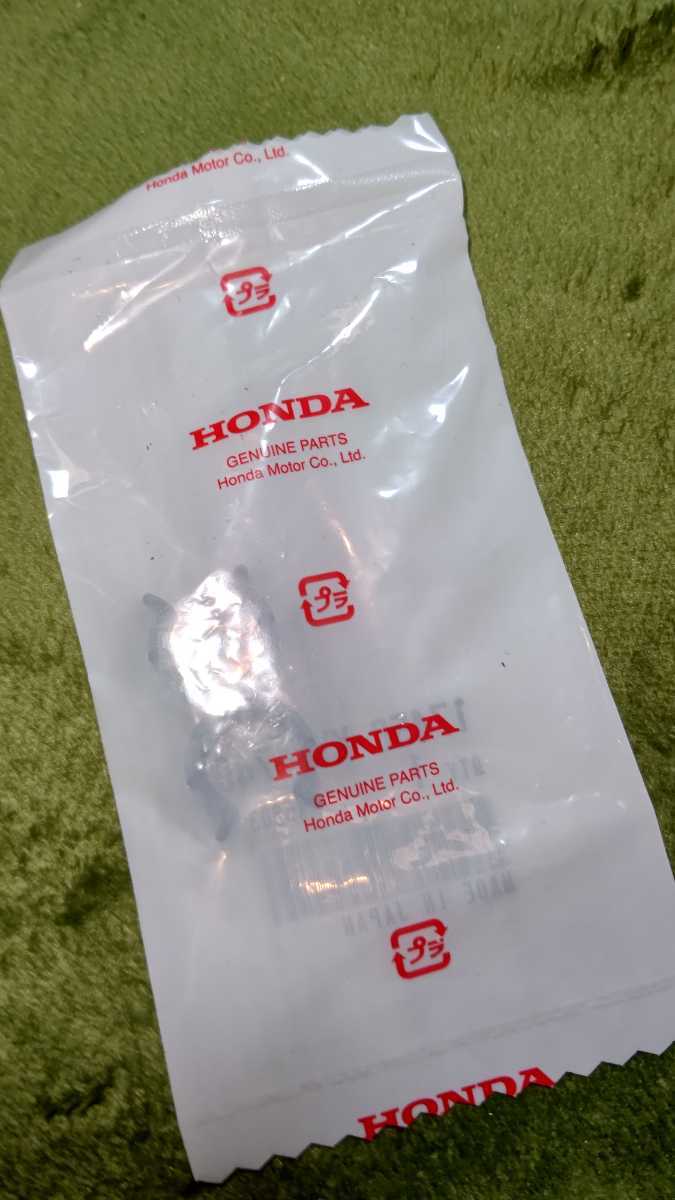 Honda Motor Co., Ltd.
プラ
HONDA
GENUINE PARTS
Honda Motor Co., Ltd.
プラ
HONDA
GENUINE PARTS
Honda Motor Co., Ltd.
MADE IN JAPAN
プラ
HONDA